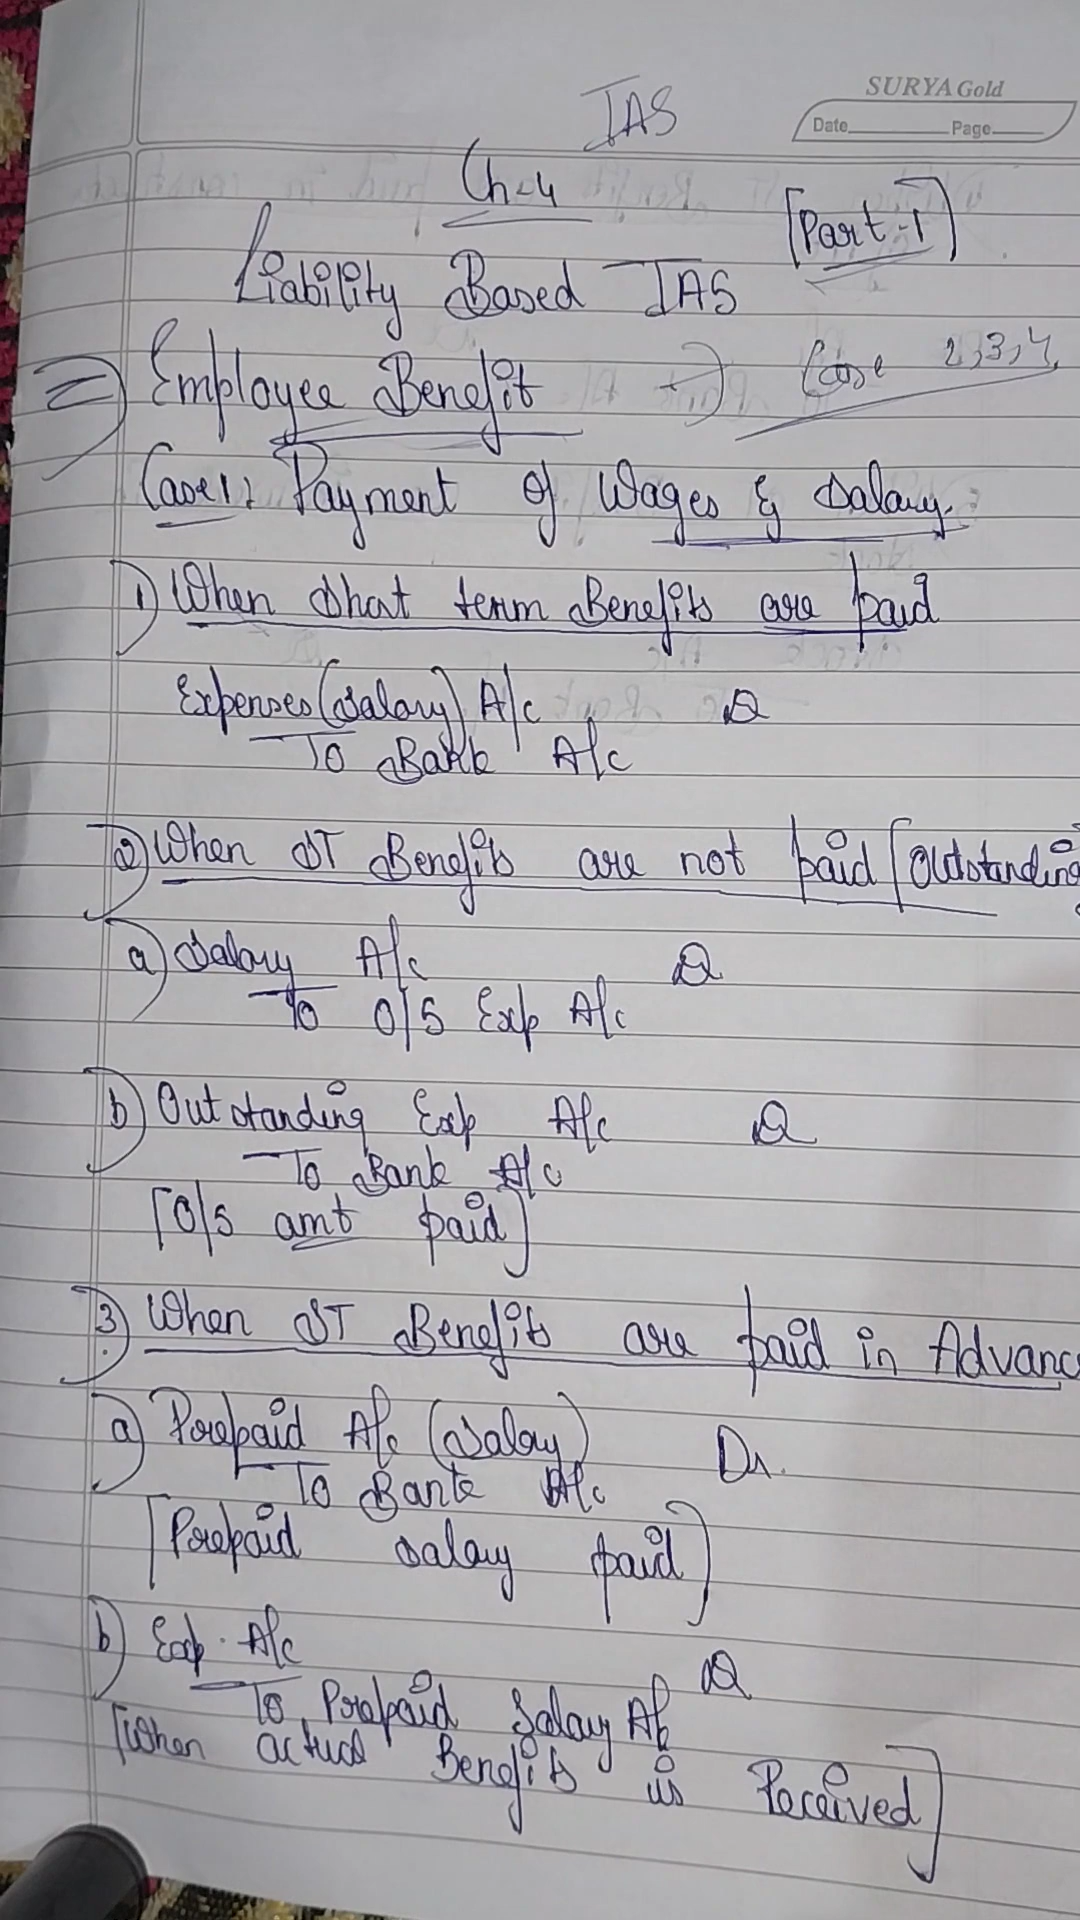 SURYA Gold
Date Page
IAS
Ch-4
[Part-1]
Liability Based IAS
Employee Benefit Case 2,3,4
Case 1: Payment of Wages & Salary.
1) When Short term Benefits are paid
Expenses (Salary) A/c Dr
To Bank A/c
2) When ST Benefits are not paid [Outstanding
a) Salary A/c Dr
To O/S Exp A/c
b) Outstanding Exp A/c Dr
To Bank A/c
[O/S amt paid]
3) When ST Benefits are paid in Advanc
a) Prepaid A/c (Salary) Dr.
To Bank A/c
[Prepaid salary paid]
b) Exp. A/c Dr
To Prepaid Salary A/c
[When actual Benefits is Received]